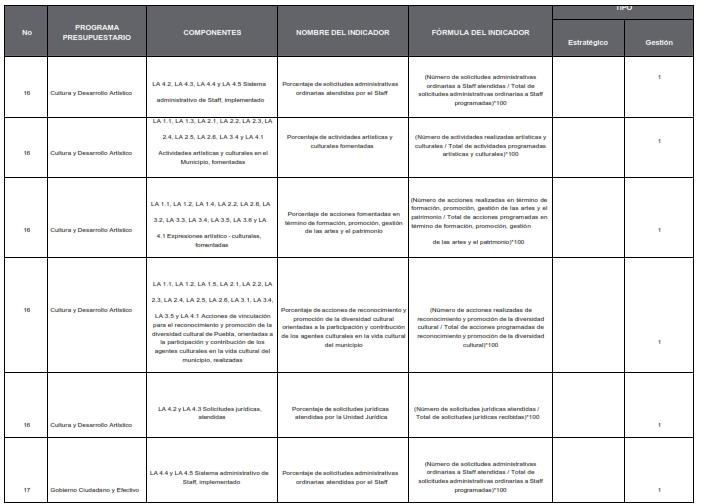 TIPO
No
PROGRAMA
PRESUPUESTARIO
COMPONENTES
NOMBRE DEL INDICADOR
FÓRMULA DEL INDICADOR
Estratégico
Gestión
16
Cultura y Desarrollo Artístico
LA 4.2, LA 4.3, LA 4.4 y LA 4.5 Sistema
administrativo de Staff, implementado
Porcentaje de solicitudes administrativas
ordinarias atendidas por el Staff
(Número de solicitudes administrativas
ordinarias a Staff atendidas / Total de
solicitudes administrativas ordinarias a Staff
programadas)*100
1
16
Cultura y Desarrollo Artístico
LA 1.1, LA 1.3, LA 2.1, LA 2.2, LA 2.3, LA
2.4, LA 2.5, LA 2.6, LA 3.4 y LA 4.1
Actividades artísticas y culturales en el
Municipio, fomentadas
Porcentaje de actividades artísticas y
culturales fomentadas
(Número de actividades realizadas artísticas y
culturales / Total de actividades programadas
artísticas y culturales)*100
1
16
Cultura y Desarrollo Artístico
LA 1.1, LA 1.2, LA 1.4, LA 2.2, LA 2.6, LA
3.2, LA 3.3, LA 3.4, LA 3.5, LA 3.6 y LA
4.1 Expresiones artístico - culturales,
fomentadas
Porcentaje de acciones fomentadas en
término de formación, promoción, gestión
de las artes y el patrimonio
(Número de acciones realizadas en término de
formación, promoción, gestión de las artes y el
patrimonio / Total de acciones programadas en
término de formación, promoción, gestión
de las artes y el patrimonio)*100
1
16
Cultura y Desarrollo Artístico
LA 1.1, LA 1.2, LA 1.5, LA 2.1, LA 2.2, LA
2.3, LA 2.4, LA 2.5, LA 2.6, LA 3.1, LA 3.4,
LA 3.5 y LA 4.1 Acciones de vinculación
para el reconocimiento y promoción de la
diversidad cultural de Puebla, orientadas a
la participación y contribución de los
agentes culturales en la vida cultural del
municipio, realizadas
Porcentaje de acciones de reconocimiento y
promoción de la diversidad cultural
orientadas a la participación y contribución
de los agentes culturales en la vida cultural
del municipio
(Número de acciones realizadas de
reconocimiento y promoción de la diversidad
cultural / Total de acciones programadas de
reconocimiento y promoción de la diversidad
cultural)*100
1
16
Cultura y Desarrollo Artístico
LA 4.2 y LA 4.3 Solicitudes jurídicas,
atendidas
Porcentaje de solicitudes jurídicas
atendidas por la Unidad Jurídica
(Número de solicitudes jurídicas atendidas /
Total de solicitudes jurídicas recibidas)*100
1
17
Gobierno Ciudadano y Efectivo
LA 4.4 y LA 4.5 Sistema administrativo de
Staff, implementado
Porcentaje de solicitudes administrativas
ordinarias atendidas por el Staff
(Número de solicitudes administrativas
ordinarias a Staff atendidas / Total de
solicitudes administrativas ordinarias a Staff
programadas)*100
1